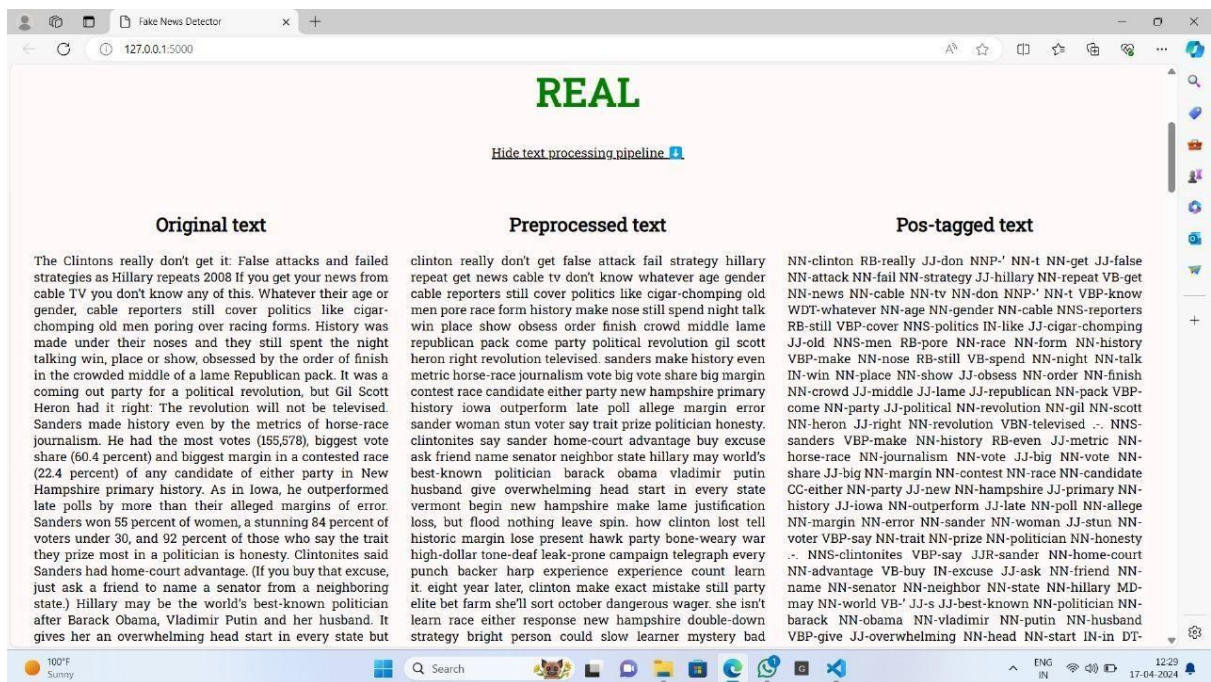 Fake News Detector
127.0.0.1:5000
REAL
Hide text processing pipeline
Original text
The Clintons really don't get it: False attacks and failed
strategies as Hillary repeats 2008 If you get your news from
cable TV you don't know any of this. Whatever their age or
gender, cable reporters still cover politics like cigar-
chomping old men poring over racing forms. History was
made under their noses and they still spent the night
talking win, place or show, obsessed by the order of finish
in the crowded middle of a lame Republican pack. It was a
coming out party for a political revolution, but Gil Scott
Heron had it right: The revolution will not be televised.
Sanders made history even by the metrics of horse-race
journalism. He had the most votes (155,578), biggest vote
share (60.4 percent) and biggest margin in a contested race
(22.4 percent) of any candidate of either party in New
Hampshire primary history. As in Iowa, he outperformed
late polls by more than their alleged margins of error.
Sanders won 55 percent of women, a stunning 84 percent of
voters under 30, and 92 percent of those who say the trait
they prize most in a politician is honesty. Clintonites said
Sanders had home-court advantage. (If you buy that excuse,
just ask a friend to name a senator from a neighboring
state.) Hillary may be the world's best-known politician
after Barack Obama, Vladimir Putin and her husband. It
gives her an overwhelming head start in every state but
Preprocessed text
clinton really don't get false attack fail strategy hillary
repeat get news cable tv don't know whatever age gender
cable reporters still cover politics like cigar-chomping old
men pore race form history make nose still spend night talk
win place show obsess order finish crowd middle lame
republican pack come party political revolution gil scott
heron right revolution televised. sanders make history even
metric horse-race journalism vote big vote share big margin
contest race candidate either party new hampshire primary
history iowa outperform late poll allege margin error
sander woman stun voter say trait prize politician honesty.
clintonites say sander home-court advantage buy excuse
ask friend name senator neighbor state hillary may world's
best-known politician barack obama vladimir putin
husband give overwhelming head start in every state
vermont begin new hampshire make lame justification
loss, but flood nothing leave spin. how clinton lost tell
historic margin lose present hawk party bone-weary war
high-dollar tone-deaf leak-prone campaign telegraph every
punch backer harp experience experience count learn
it. eight year later, clinton make exact mistake still party
elite bet farm she'll sort october dangerous wager. she isn't
learn race either response new hampshire double-down
strategy bright person could slow learner mystery bad
Pos-tagged text
NN-clinton RB-really JJ-don NNP-' NN-t NN-get JJ-false
NN-attack NN-fail NN-strategy JJ-hillary NN-repeat VB-get
NN-news NN-cable NN-tv NN-don NNP-' NN-t VBP-know
WDT-whatever NN-age NN-gender NN-cable NNS-reporters
RB-still VBP-cover NNS-politics IN-like JJ-cigar-chomping
JJ-old NNS-men RB-pore NN-race NN-form NN-history
VBP-make NN-nose RB-still VB-spend NN-night NN-talk
IN-win NN-place NN-show JJ-obsess NN-order NN-finish
NN-crowd JJ-middle JJ-lame JJ-republican NN-pack VBP-
come NN-party JJ-political NN-revolution NN-gil NN-scott
NN-heron JJ-right NN-revolution VBN-televised .-. NNS-
sanders VBP-make NN-history RB-even JJ-metric NN-
horse-race NN-journalism NN-vote JJ-big NN-vote NN-
share JJ-big NN-margin NN-contest NN-race NN-candidate
CC-either NN-party JJ-new NN-hampshire JJ-primary NN-
history JJ-iowa NN-outperform JJ-late NN-poll NN-allege
NN-margin NN-error NN-sander NN-woman JJ-stun NN-
voter VBP-say NN-trait NN-prize NN-politician NN-honesty
.-. NNS-clintonites VBP-say JJR-sander NN-home-court
NN-advantage VB-buy IN-excuse JJ-ask NN-friend NN-
name NN-senator NN-neighbor NN-state NN-hillary MD-
may NN-world VB-' JJ-s JJ-best-known NN-politician NN-
barack NN-obama NN-vladimir NN-putin NN-husband
VBP-give JJ-overwhelming NN-head NN-start IN-in DT-
100°F
Sunny
Search
ENG
IN
12:29
17-04-2024